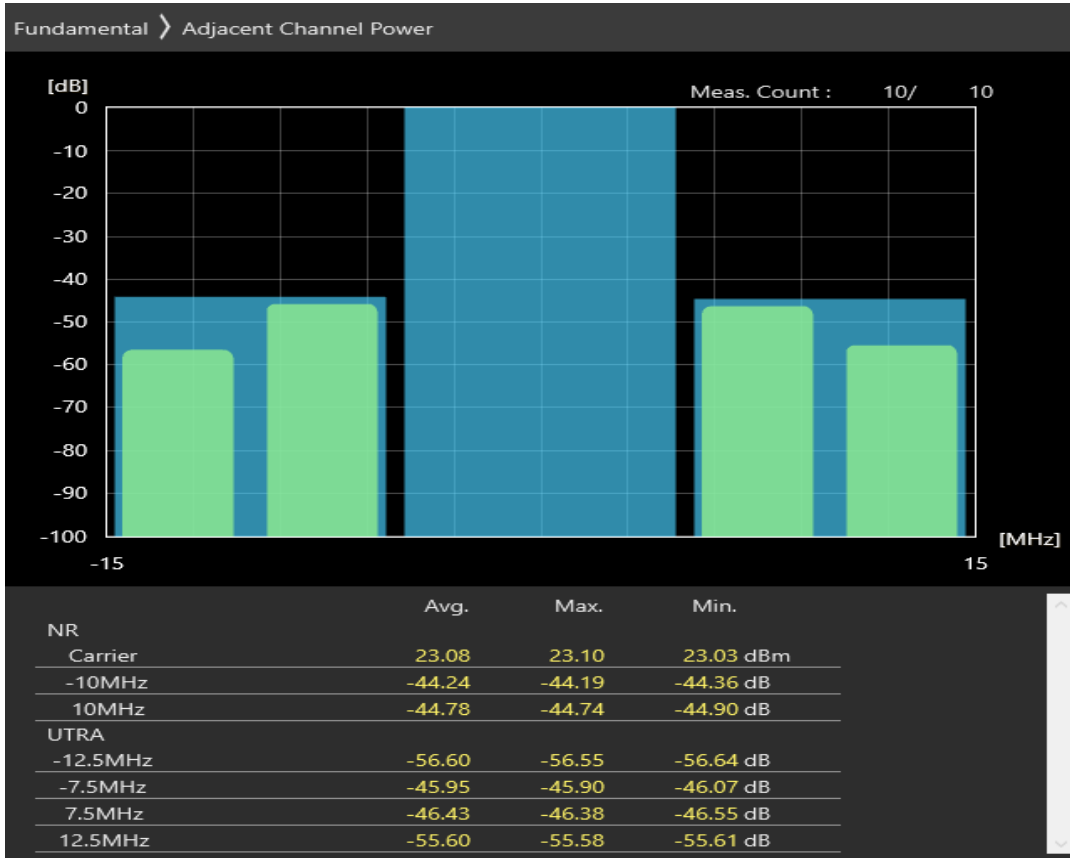 Fundamental ❭ Adjacent Channel Power
[dB]
Meas. Count : 10/ 10
0
-10
-20
-30
-40
-50
-60
-70
-80
-90
-100
[MHz]
-15 15
Avg. Max. Min.
NR
Carrier 23.08 23.10 23.03 dBm
-10MHz -44.24 -44.19 -44.36 dB
10MHz -44.78 -44.74 -44.90 dB
UTRA
-12.5MHz -56.60 -56.55 -56.64 dB
-7.5MHz -45.95 -45.90 -46.07 dB
7.5MHz -46.43 -46.38 -46.55 dB
12.5MHz -55.60 -55.58 -55.61 dB